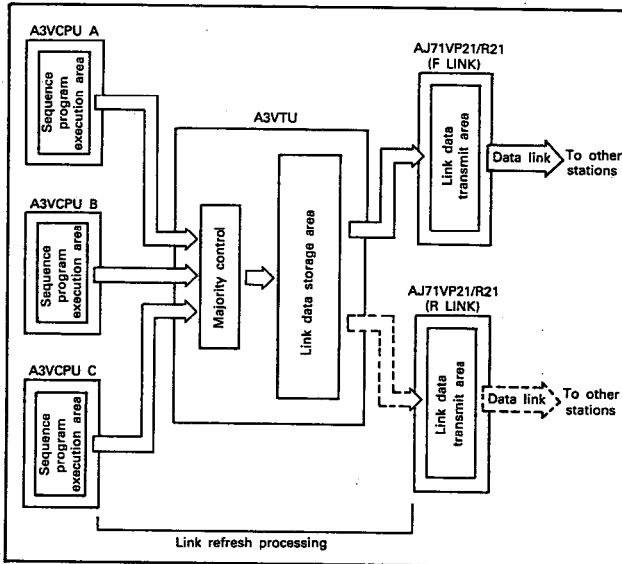 A3VCPU A
Sequence
program
execution area
A3VCPU B
Sequence
program
execution area
A3VCPU C
Sequence
program
execution area
A3VTU
Majority control
Link data storage area
AJ71VP21/R21
(F LINK)
Link data
transmit area
Data link
To other
stations
AJ71VP21/R21
(R LINK)
Link data
transmit area
Data link
To other
stations
Link refresh processing